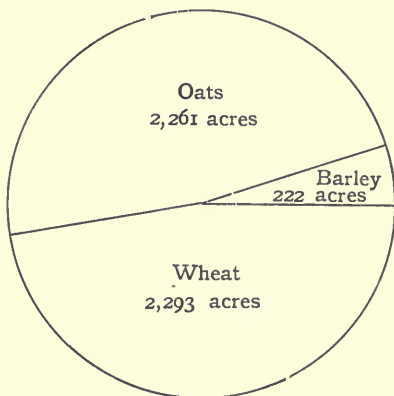 Oats
2,261 acres
Barley
222 acres
Wheat
2,293 acres